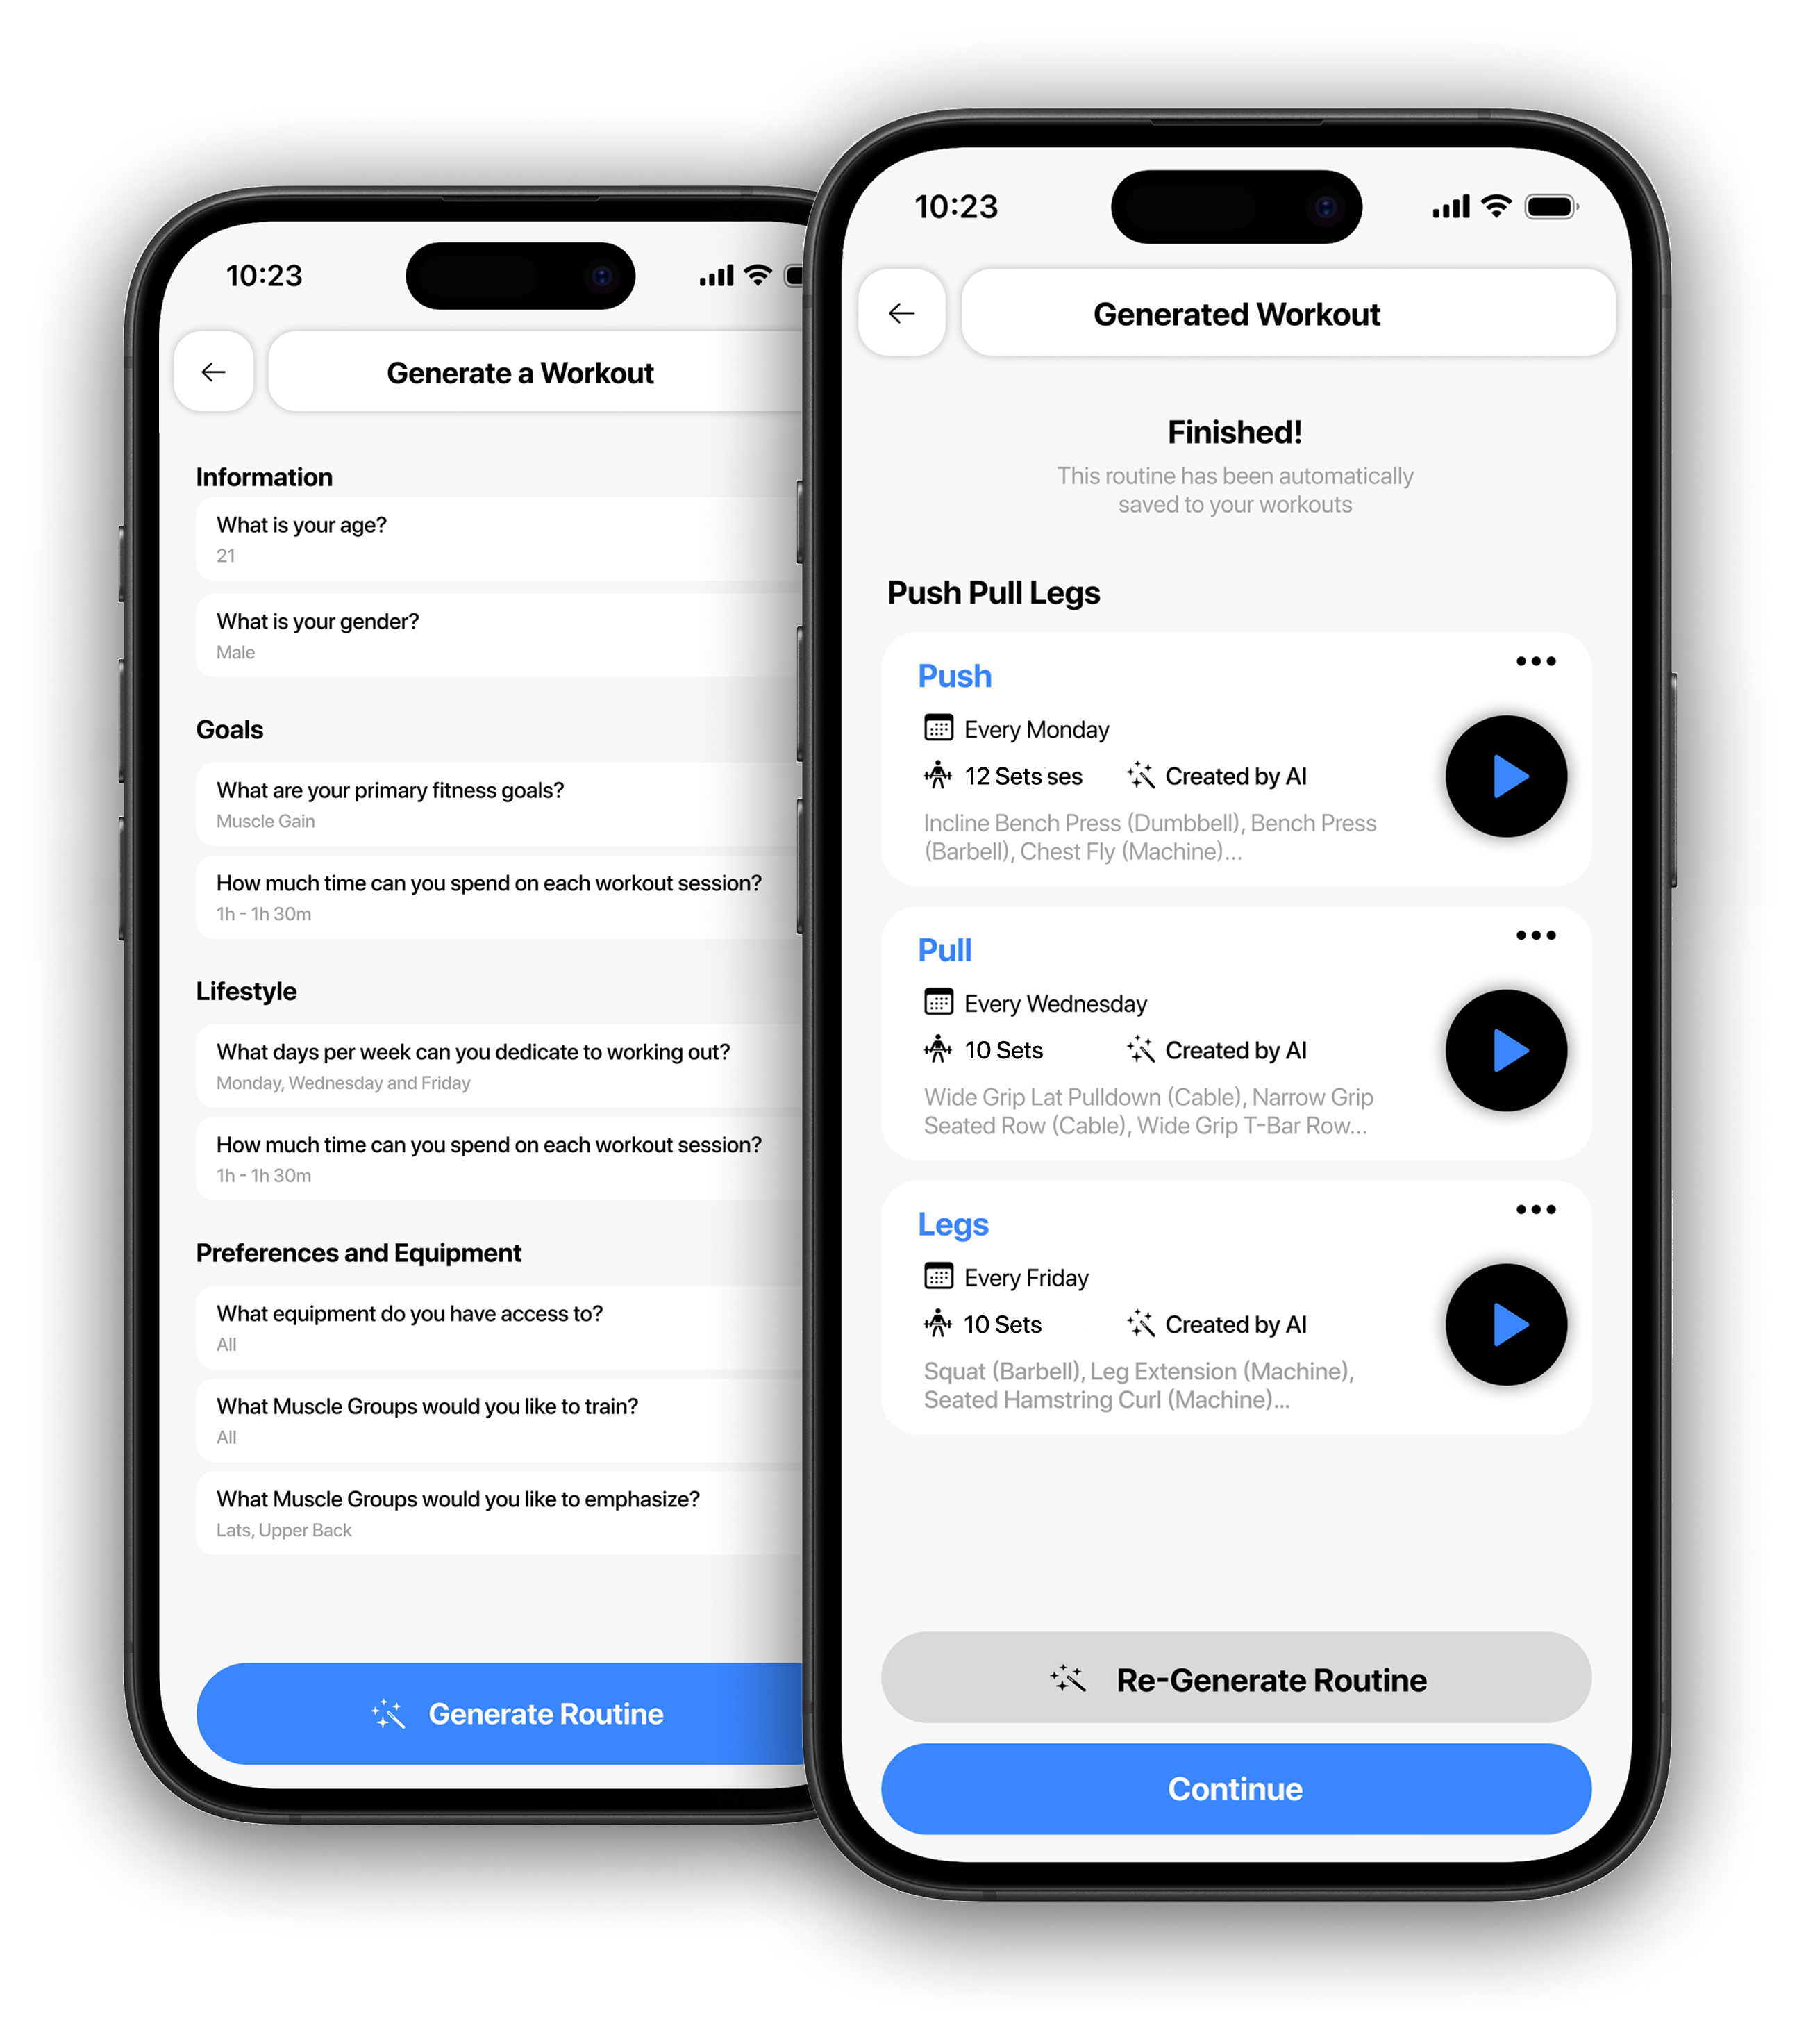 10:23
Generate a Workout
Information
What is your age?
21
What is your gender?
Male
Goals
What are your primary fitness goals?
Muscle Gain
How much time can you spend on each workout session?
1h - 1h 30m
Lifestyle
What days per week can you dedicate to working out?
Monday, Wednesday and Friday
How much time can you spend on each workout session?
1h - 1h 30m
Preferences and Equipment
What equipment do you have access to?
All
What Muscle Groups would you like to train?
All
What Muscle Groups would you like to emphasize?
Lats, Upper Back
Generate Routine
10:23
Generated Workout
Finished!
This routine has been automatically
saved to your workouts
Push Pull Legs
Push
Every Monday
12 Sets ses
Created by AI
Incline Bench Press (Dumbbell), Bench Press
(Barbell), Chest Fly (Machine)...
Pull
Every Wednesday
10 Sets
Created by AI
Wide Grip Lat Pulldown (Cable), Narrow Grip
Seated Row (Cable), Wide Grip T-Bar Row...
Legs
Every Friday
10 Sets
Created by AI
Squat (Barbell), Leg Extension (Machine),
Seated Hamstring Curl (Machine)...
Re-Generate Routine
Continue